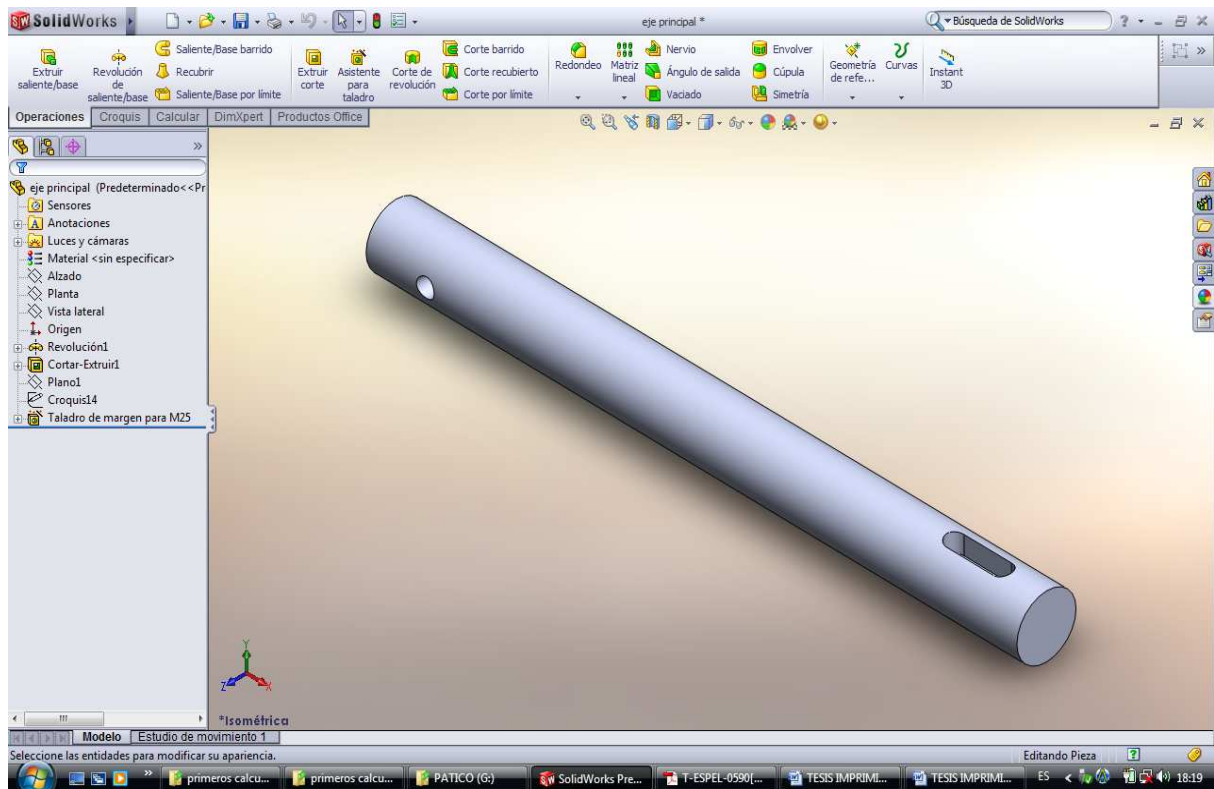 SolidWorks
eje principal *
Búsqueda de SolidWorks
Extruir saliente/base
Revolución de saliente/base
Saliente/Base barrido
Recubrir
Saliente/Base por límite
Extruir corte
Asistente para taladro
Corte de revolución
Corte barrido
Corte recubierto
Corte por límite
Redondeo
Matriz lineal
Nervio
Ángulo de salida
Vaciado
Envolver
Cúpula
Simetría
Geometría de refe...
Curvas
Instant 3D
Operaciones Croquis Calcular DimXpert Productos Office
eje principal (Predeterminado<<Pr
Sensores
Anotaciones
Luces y cámaras
Material <sin especificar>
Alzado
Planta
Vista lateral
Origen
Revolución1
Cortar-Extruir1
Plano1
Croquis14
Taladro de margen para M25
Y
Z X
*Isométrica
Modelo Estudio de movimiento 1
Seleccione las entidades para modificar su apariencia.
Editando Pieza
primeros calcu... primeros calcu... PATICO (G:) SolidWorks Pre... T-ESPEL-0590[... TESIS IMPRIMI... TESIS IMPRIMI... ES 18:19